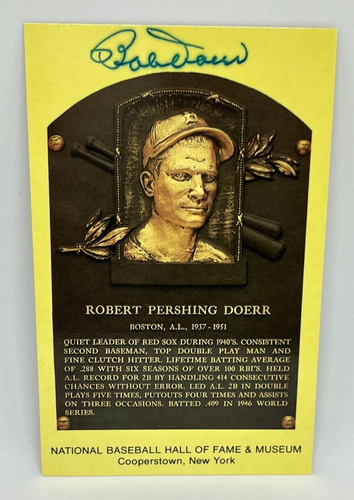 Bob Doerr
B
ROBERT PERSHING DOERR
BOSTON, A.L., 1937-1951
QUIET LEADER OF RED SOX DURING 1940'S. CONSISTENT
SECOND BASEMAN, TOP DOUBLE PLAY MAN AND
FINE CLUTCH HITTER. LIFETIME BATTING AVERAGE
OF .288 WITH SIX SEASONS OF OVER 100 RBI'S. HELD
A.L. RECORD FOR 2B BY HANDLING 414 CONSECUTIVE
CHANCES WITHOUT ERROR. LED A.L. 2B IN DOUBLE
PLAYS FIVE TIMES, PUTOUTS FOUR TIMES AND ASSISTS
ON THREE OCCASIONS. BATTED .409 IN 1946 WORLD
SERIES.
NATIONAL BASEBALL HALL OF FAME & MUSEUM
Cooperstown, New York